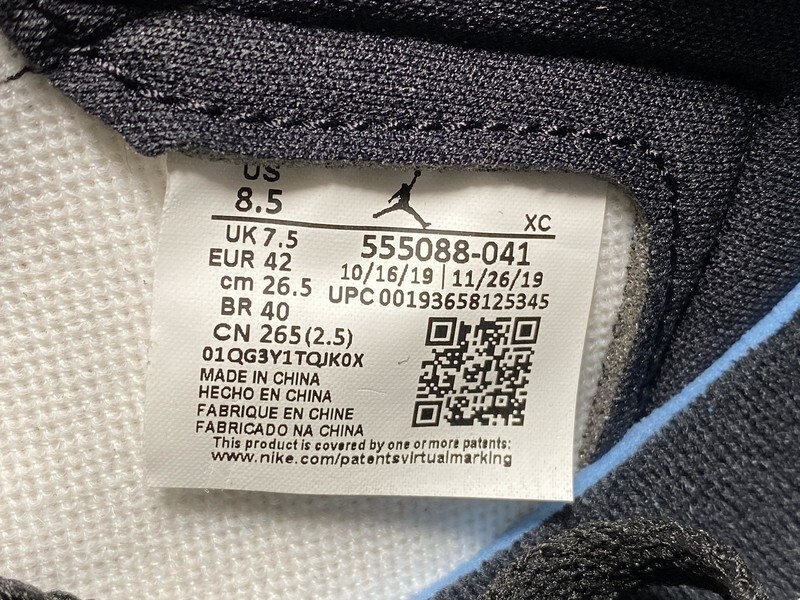 US
8.5
XC
UK 7.5
555088-041
EUR 42
10/16/19 | 11/26/19
cm 26.5
UPC 00193658125345
BR 40
CN 265(2.5)
01QG3Y1TQJK0X
MADE IN CHINA
HECHO EN CHINA
FABRIQUE EN CHINE
FABRICADO NA CHINA
This product is covered by one or more patents:
www.nike.com/patentsvirtualmarking